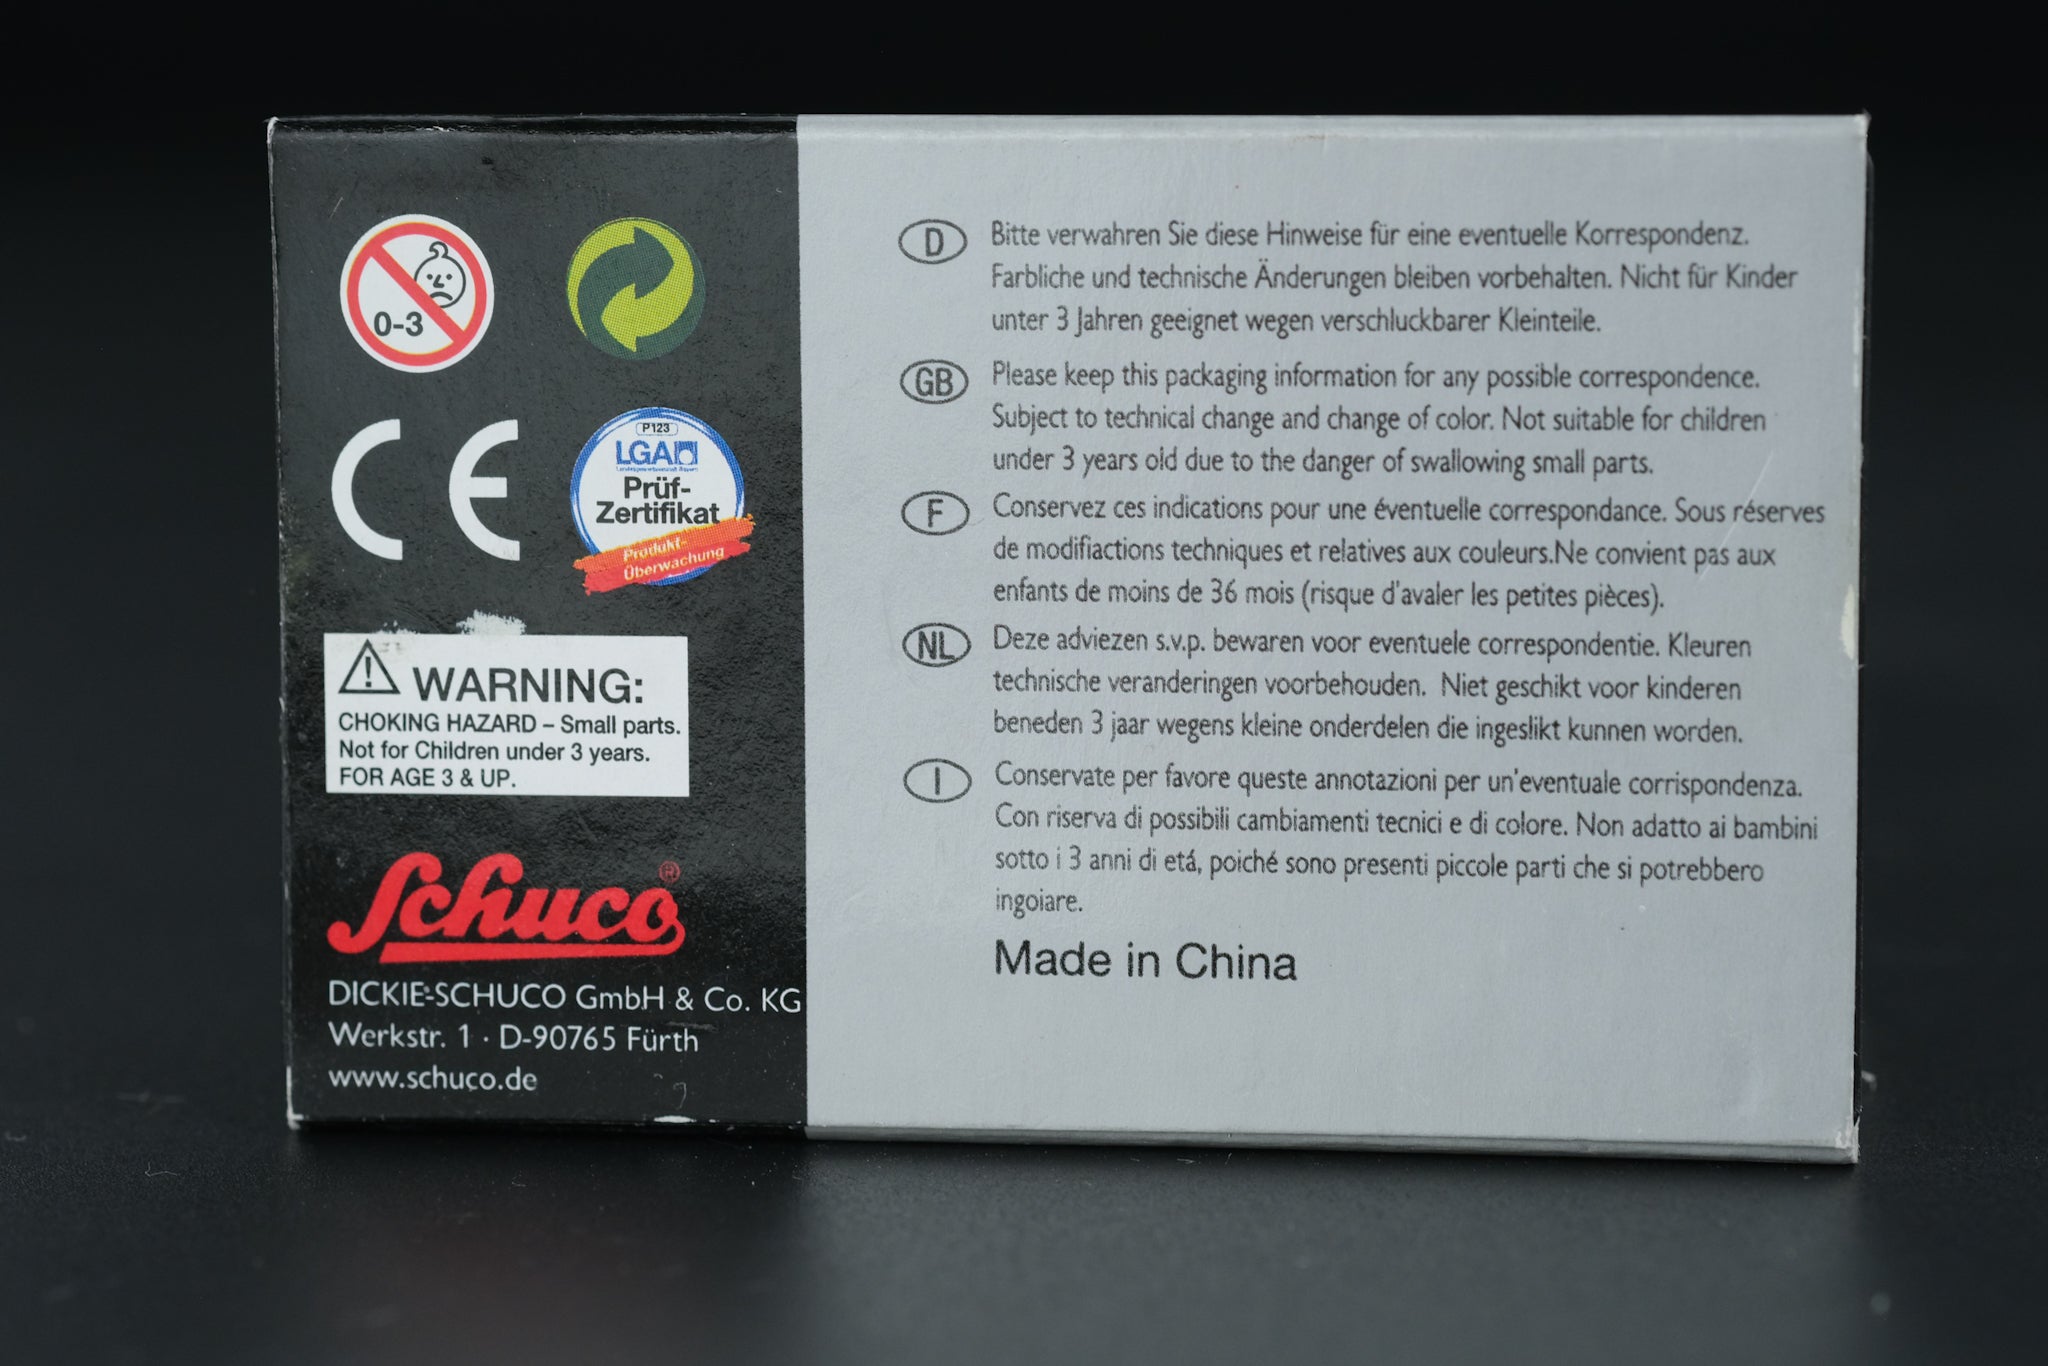 0-3
CE
P123
LGA
Prüf-
Zertifikat
Produkt-
Überwachung
WARNING:
CHOKING HAZARD – Small parts.
Not for Children under 3 years.
FOR AGE 3 & UP.
Schuco®
DICKIE-SCHUCO GmbH & Co. KG
Werkstr. 1 · D-90765 Fürth
www.schuco.de
D
Bitte verwahren Sie diese Hinweise für eine eventuelle Korrespondenz.
Farbliche und technische Änderungen bleiben vorbehalten. Nicht für Kinder
unter 3 Jahren geeignet wegen verschluckbarer Kleinteile.
GB
Please keep this packaging information for any possible correspondence.
Subject to technical change and change of color. Not suitable for children
under 3 years old due to the danger of swallowing small parts.
F
Conservez ces indications pour une éventuelle correspondance. Sous réserves
de modifiactions techniques et relatives aux couleurs.Ne convient pas aux
enfants de moins de 36 mois (risque d'avaler les petites pièces).
NL
Deze adviezen s.v.p. bewaren voor eventuele correspondentie. Kleuren
technische veranderingen voorbehouden. Niet geschikt voor kinderen
beneden 3 jaar wegens kleine onderdelen die ingeslikt kunnen worden.
I
Conservate per favore queste annotazioni per un'eventuale corrispondenza.
Con riserva di possibili cambiamenti tecnici e di colore. Non adatto ai bambini
sotto i 3 anni di etá, poiché sono presenti piccole parti che si potrebbero
ingoiare.
Made in China